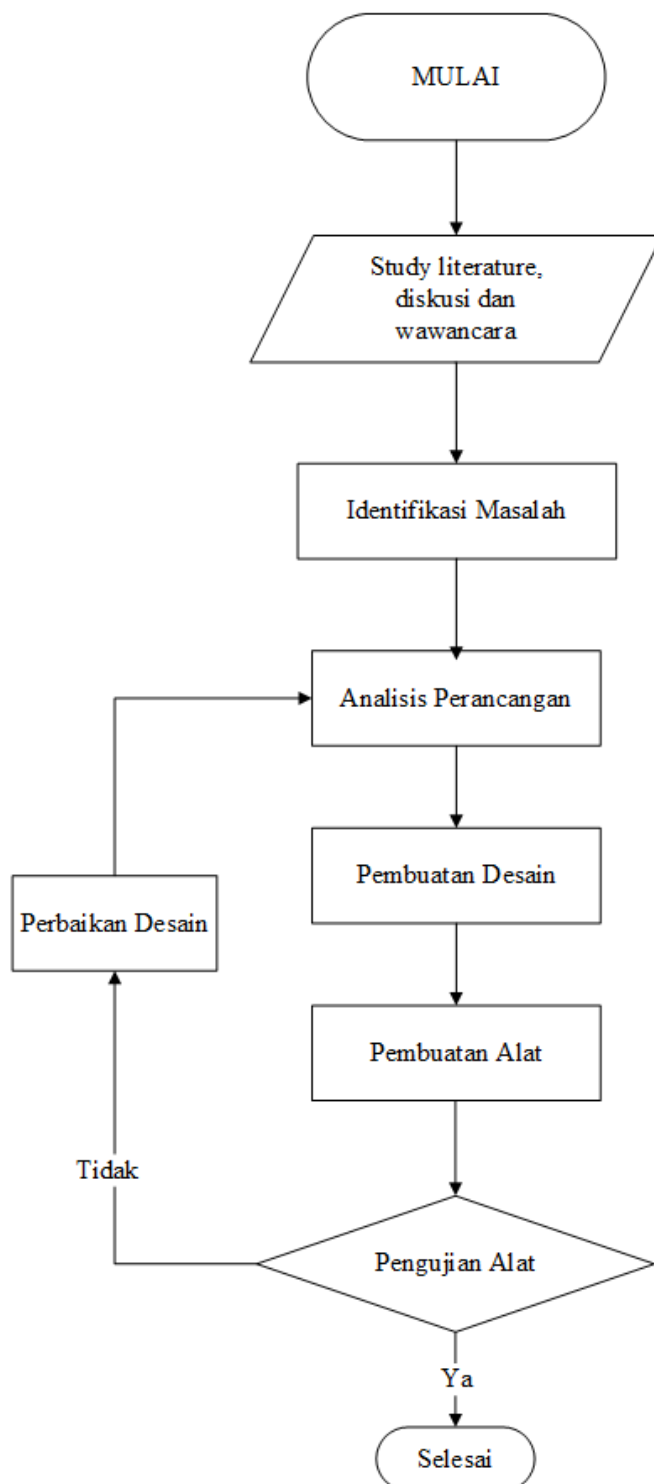 MULAI
Study literature,
diskusi dan
wawancara
Identifikasi Masalah
Analisis Perancangan
Pembuatan Desain
Perbaikan Desain
Pembuatan Alat
Tidak
Pengujian Alat
Ya
Selesai